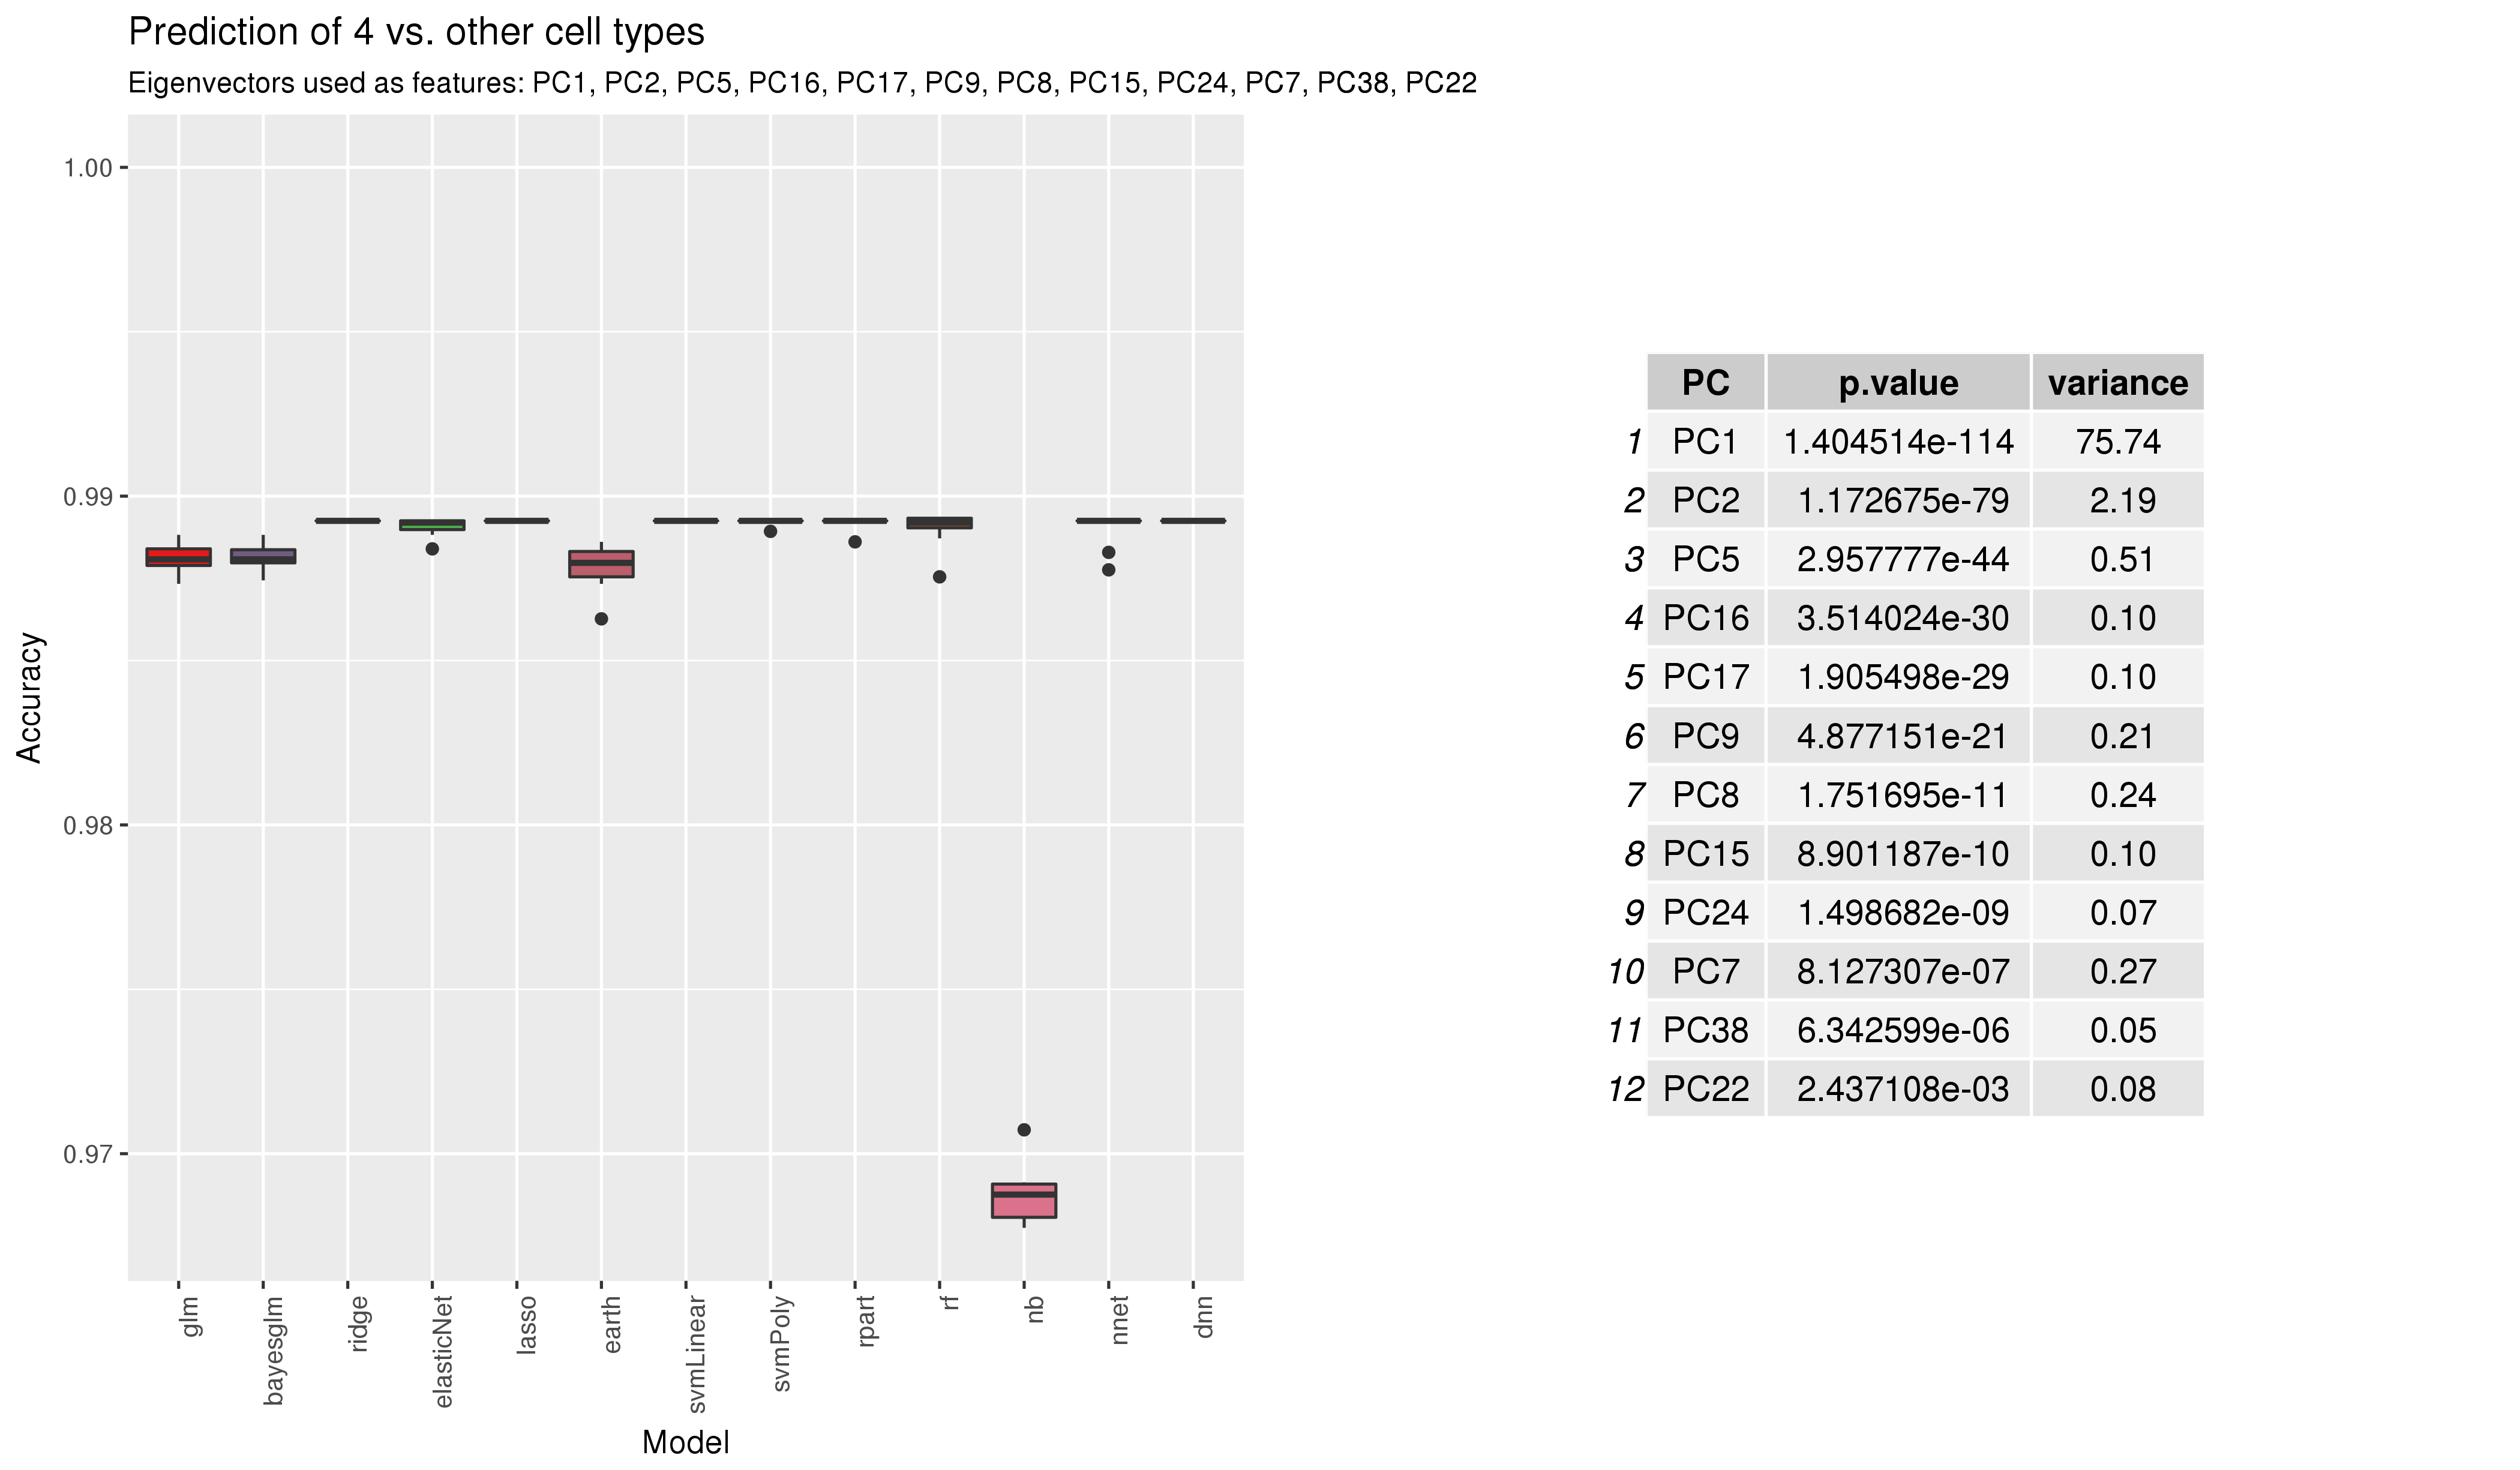 Prediction of 4 vs. other cell types
Eigenvectors used as features: PC1, PC2, PC5, PC16, PC17, PC9, PC8, PC15, PC24, PC7, PC38, PC22
Accuracy
1.00
0.99
0.98
0.97
glm
bayesglm
ridge
elasticNet
lasso
earth
svmLinear
svmPoly
rpart
rf
nb
nnet
dnn
Model
PC p.value variance
1 PC1 1.404514e-114 75.74
2 PC2 1.172675e-79 2.19
3 PC5 2.957777e-44 0.51
4 PC16 3.514024e-30 0.10
5 PC17 1.905498e-29 0.10
6 PC9 4.877151e-21 0.21
7 PC8 1.751695e-11 0.24
8 PC15 8.901187e-10 0.10
9 PC24 1.498682e-09 0.07
10 PC7 8.127307e-07 0.27
11 PC38 6.342599e-06 0.05
12 PC22 2.437108e-03 0.08